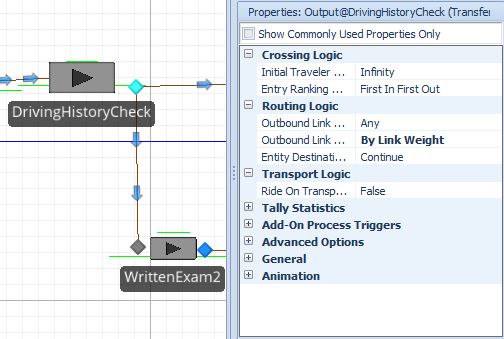 DrivingHistoryCheck
WrittenExam2
Properties: Output@DrivingHistoryCheck (Transfer
Show Commonly Used Properties Only
Crossing Logic
Initial Traveler ... Infinity
Entry Ranking ... First In First Out
Routing Logic
Outbound Link ... Any
Outbound Link ... By Link Weight
Entity Destinati... Continue
Transport Logic
Ride On Transp... False
Tally Statistics
Add-On Process Triggers
Advanced Options
General
Animation